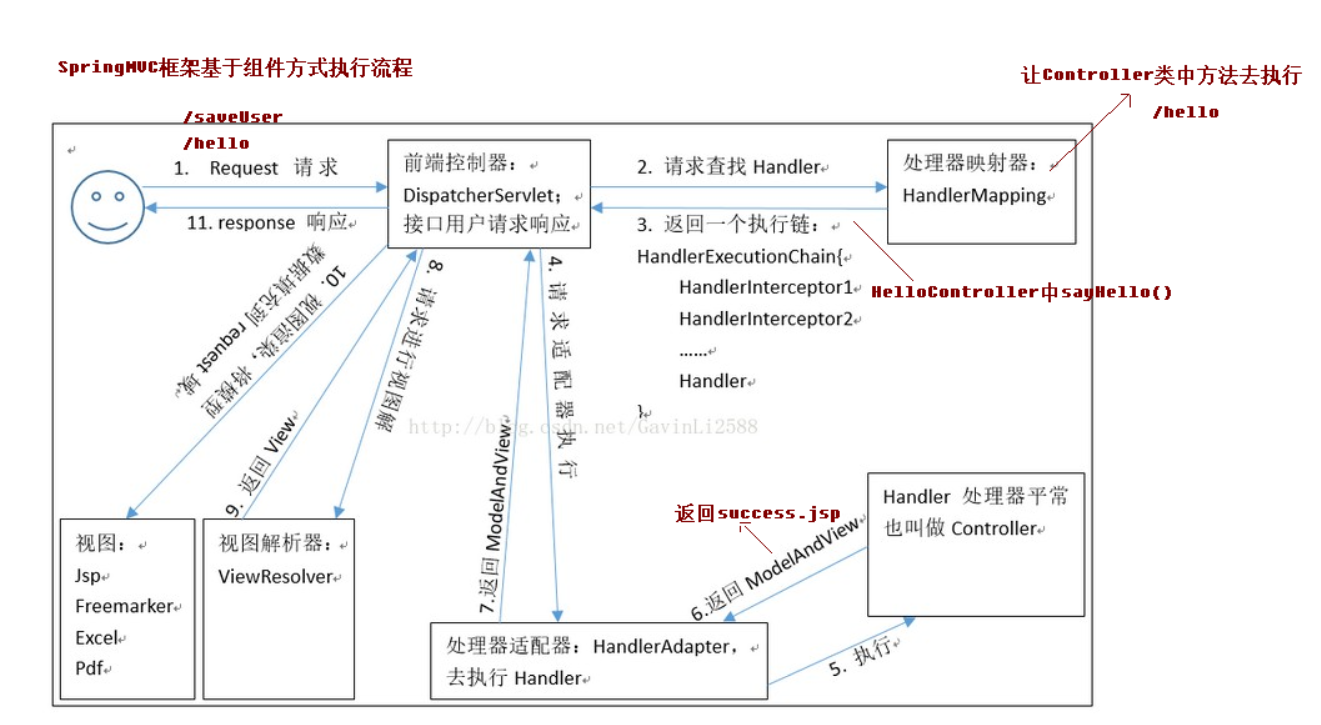 SpringMVC框架基于组件方式执行流程
让Controller类中方法去执行
/hello
/saveUser
/hello
1. Request 请求
11. response 响应
前端控制器：
DispatcherServlet；
接口用户请求响应
2. 请求查找 Handler
处理器映射器：
HandlerMapping
3. 返回一个执行链：
HandlerExecutionChain{
HandlerInterceptor1
HandlerInterceptor2
……
Handler
}
HelloController中sayHello()
10. 视图渲染，将模型
数据填充到 request 域。
9. 返回 View
8. 请求进行视图解
4. 请求适配器执行
7.返回 ModelAndView
http://blog.csdn.net/GavinLi2588
返回success.jsp
6.返回 ModelAndView
5. 执行
Handler 处理器平常
也叫做 Controller
视图：
Jsp
Freemarker
Excel
Pdf
视图解析器：
ViewResolver
处理器适配器：HandlerAdapter，
去执行 Handler